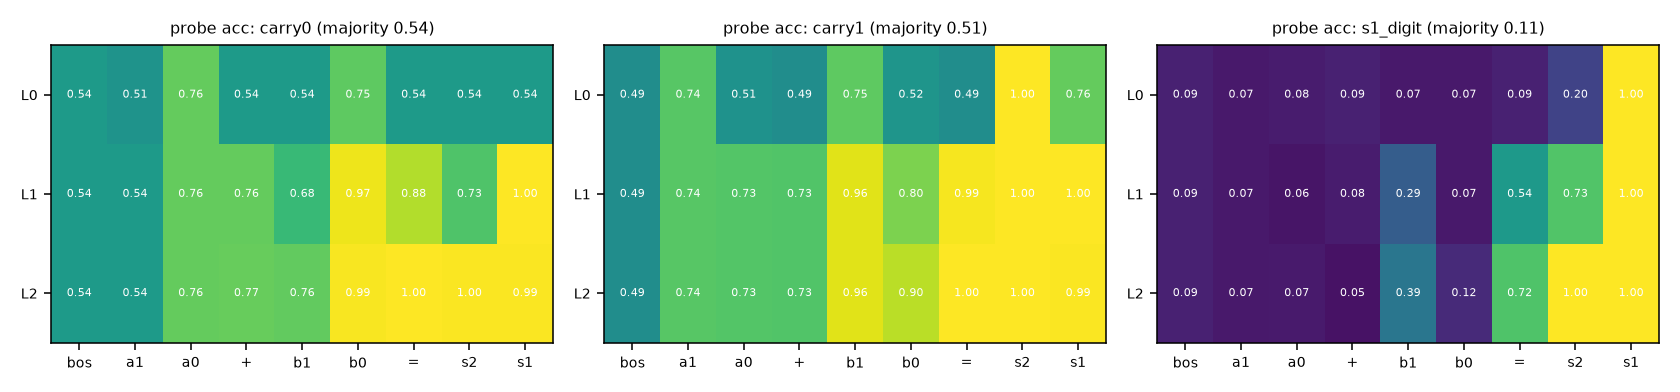 probe acc: carry0 (majority 0.54)
L0 0.54 0.51 0.76 0.54 0.54 0.75 0.54 0.54 0.54
L1 0.54 0.54 0.76 0.76 0.68 0.97 0.88 0.73 1.00
L2 0.54 0.54 0.76 0.77 0.76 0.99 1.00 1.00 0.99
bos a1 a0 + b1 b0 = s2 s1
probe acc: carry1 (majority 0.51)
L0 0.49 0.74 0.51 0.49 0.75 0.52 0.49 1.00 0.76
L1 0.49 0.74 0.73 0.73 0.96 0.80 0.99 1.00 1.00
L2 0.49 0.74 0.73 0.73 0.96 0.90 1.00 1.00 0.99
bos a1 a0 + b1 b0 = s2 s1
probe acc: s1_digit (majority 0.11)
L0 0.09 0.07 0.08 0.09 0.07 0.07 0.09 0.20 1.00
L1 0.09 0.07 0.06 0.08 0.29 0.07 0.54 0.73 1.00
L2 0.09 0.07 0.07 0.05 0.39 0.12 0.72 1.00 1.00
bos a1 a0 + b1 b0 = s2 s1